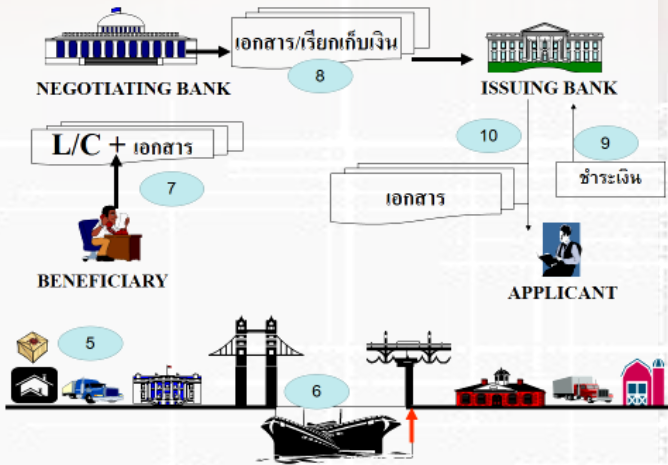 เอกสาร/เรียกเก็บเงิน
8
NEGOTIATING BANK
ISSUING BANK
L/C + เอกสาร
7
10
9
ชำระเงิน
เอกสาร
BENEFICIARY
APPLICANT
5
6